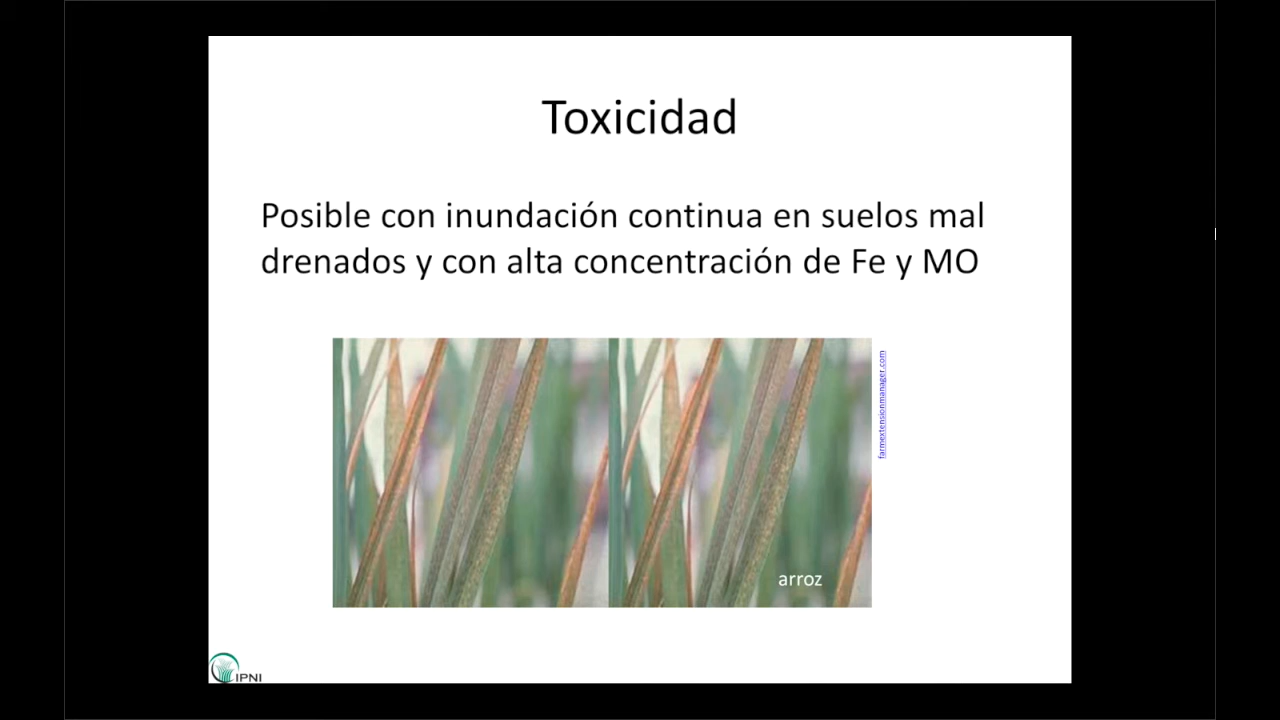 Toxicidad
Posible con inundación continua en suelos mal
drenados y con alta concentración de Fe y MO
farmextensionmanager.com
arroz
IPNI